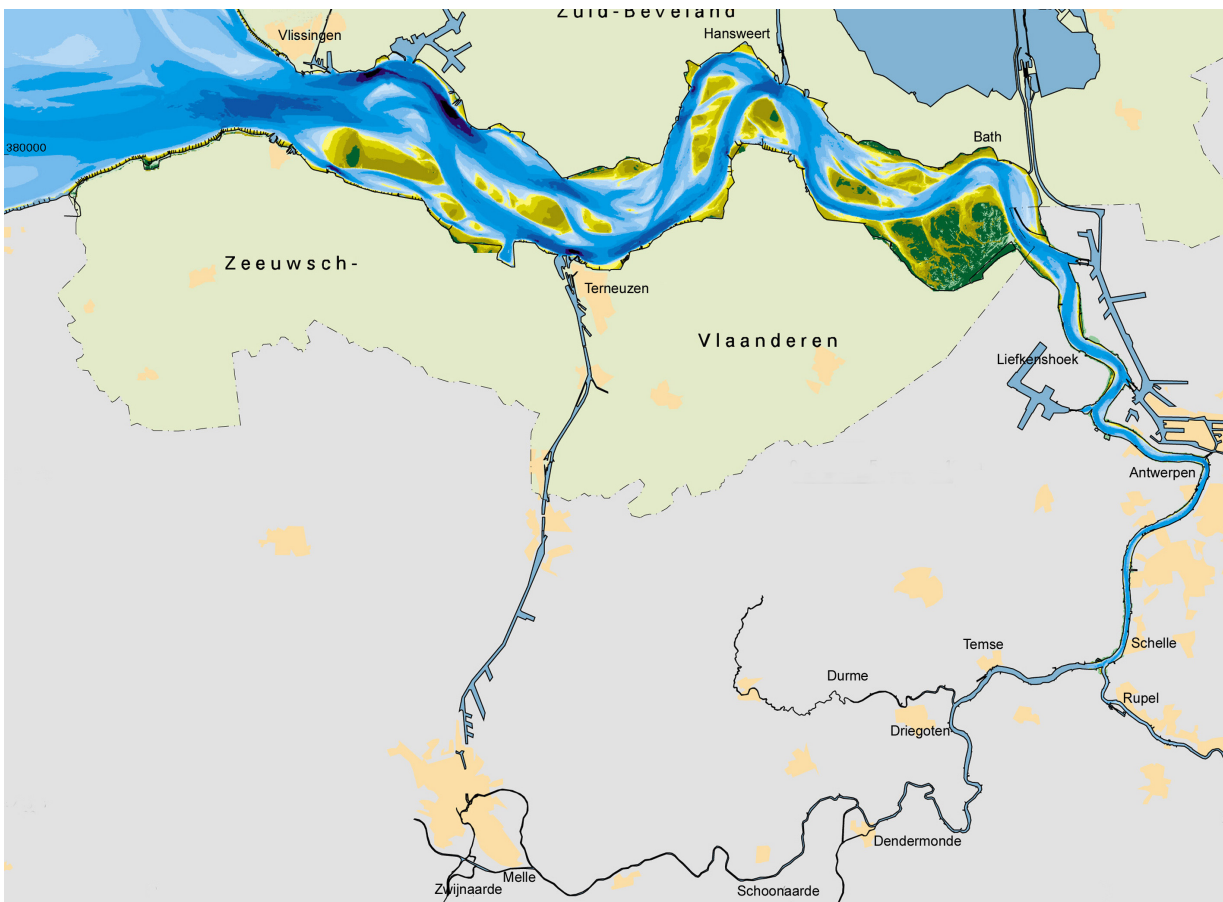 Zuid-Beveland
Vlissingen
Hansweert
Bath
380000
Zeeuwsch-
Terneuzen
Vlaanderen
Liefkenshoek
Antwerpen
Schelle
Temse
Durme
Rupel
Driegoten
Dendermonde
Melle
Zwijnaarde
Schoonaarde